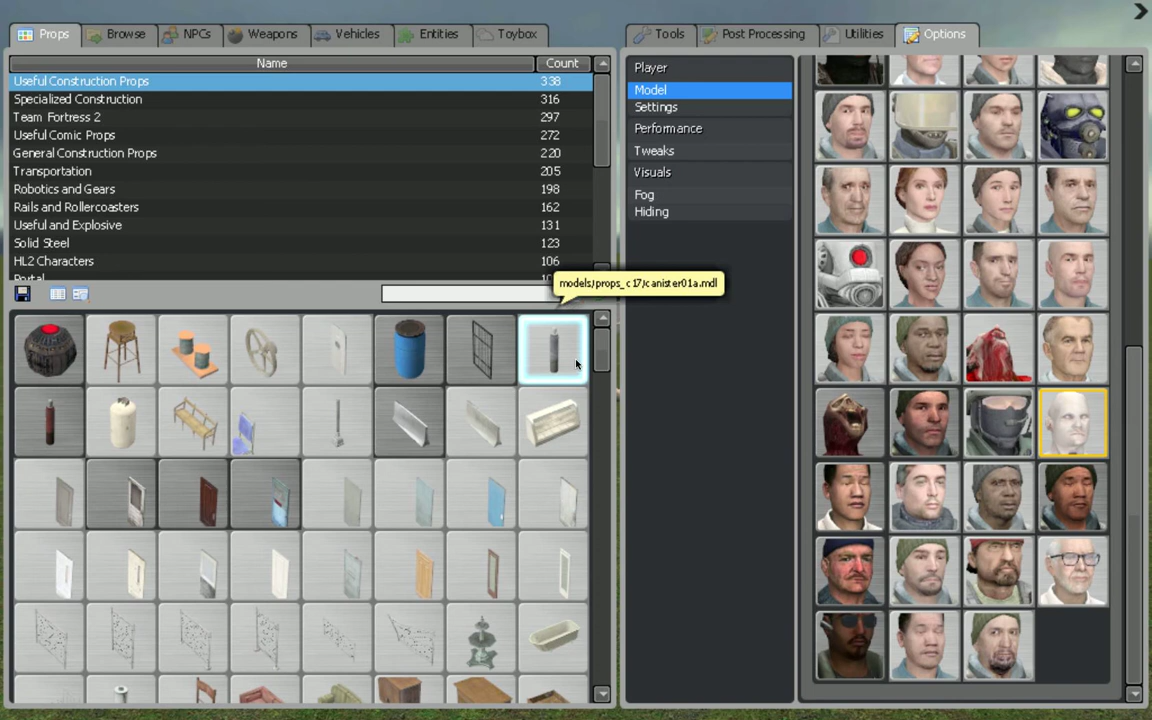 Props Browse NPCs Weapons Vehicles Entities Toybox
Tools Post Processing Utilities Options
Name Count
Useful Construction Props 338
Specialized Construction 316
Team Fortress 2 297
Useful Comic Props 272
General Construction Props 220
Transportation 205
Robotics and Gears 198
Rails and Rollercoasters 162
Useful and Explosive 131
Solid Steel 123
HL2 Characters 106
Portal
models/props_c17/canister01a.mdl
Player
Model
Settings
Performance
Tweaks
Visuals
Fog
Hiding